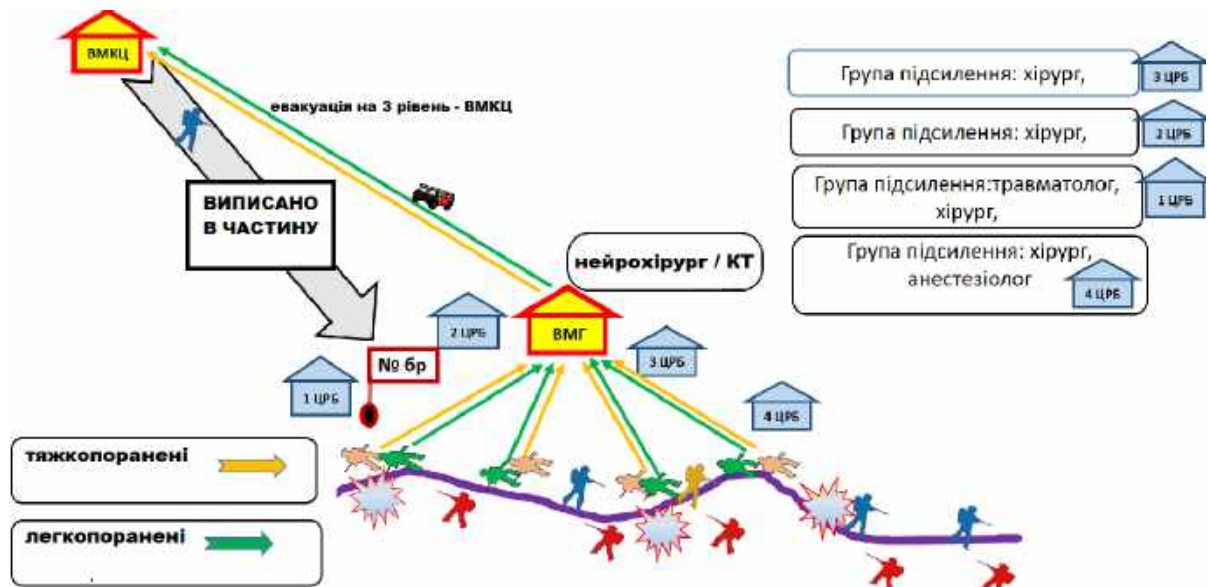 ВМКЦ
евакуація на 3 рівень - ВМКЦ
ВИПИСАНО
В ЧАСТИНУ
Група підсилення: хірург,
3 ЦРБ
Група підсилення: хірург,
2 ЦРБ
Група підсилення:травматолог,
хірург,
1 ЦРБ
Група підсилення: хірург,
анестезіолог
4 ЦРБ
нейрохірург / КТ
2 ЦРБ
ВМГ
3 ЦРБ
№ бр
1 ЦРБ
4 ЦРБ
тяжкопоранені
легкопоранені